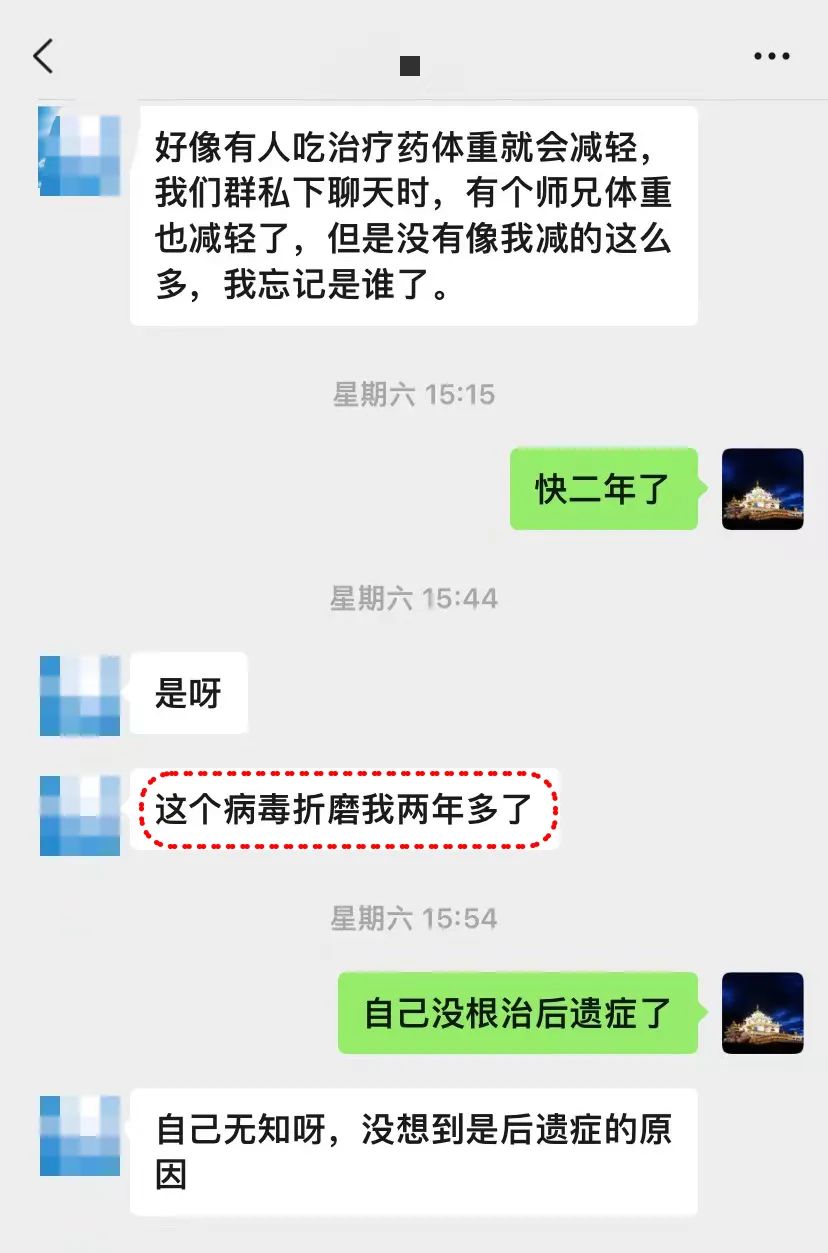 好像有人吃治疗药体重就会减轻，
我们群私下聊天时，有个师兄体重
也减轻了，但是没有像我减的这么
多，我忘记是谁了。
星期六 15:15
快二年了
星期六 15:44
是呀
这个病毒折磨我两年多了
星期六 15:54
自己没根治后遗症了
自己无知呀，没想到是后遗症的原
因